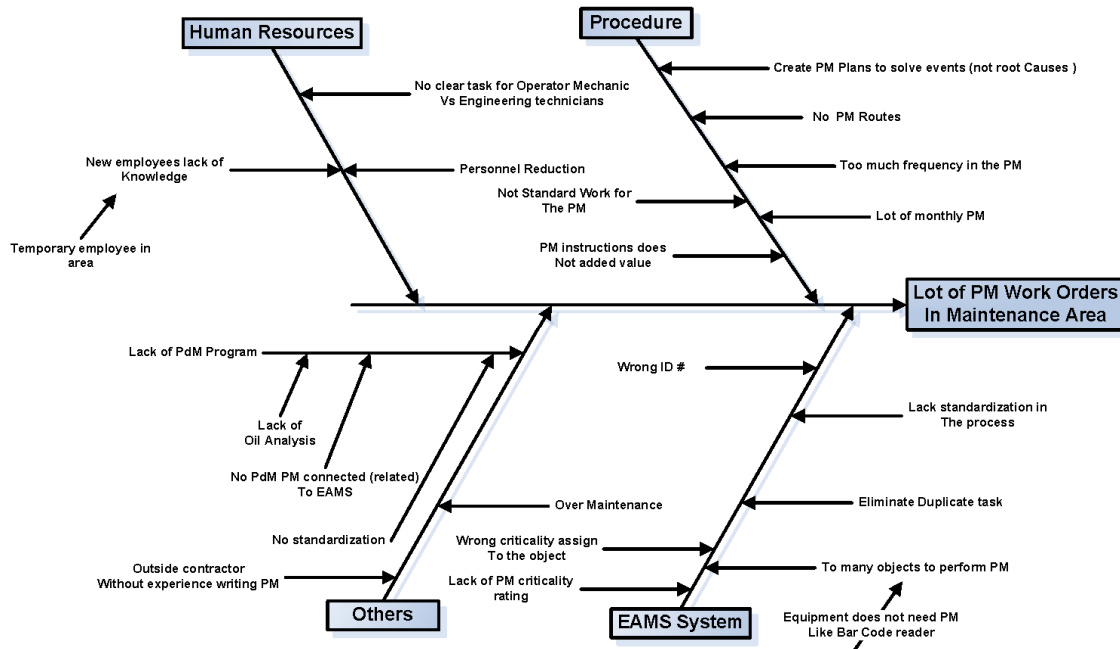 Human Resources
Procedure
Create PM Plans to solve events (not root Causes )
No clear task for Operator Mechanic
Vs Engineering technicians
No PM Routes
New employees lack of
Knowledge
Personnel Reduction
Too much frequency in the PM
Not Standard Work for
The PM
Lot of monthly PM
Temporary employee in
area
PM instructions does
Not added value
Lot of PM Work Orders
In Maintenance Area
Lack of PdM Program
Wrong ID #
Lack of
Oil Analysis
Lack standardization in
The process
No PdM PM connected (related)
To EAMS
Over Maintenance
Eliminate Duplicate task
No standardization
Wrong criticality assign
To the object
Outside contractor
Without experience writing PM
To many objects to perform PM
Lack of PM criticality
rating
Others
EAMS System
Equipment does not need PM
Like Bar Code reader